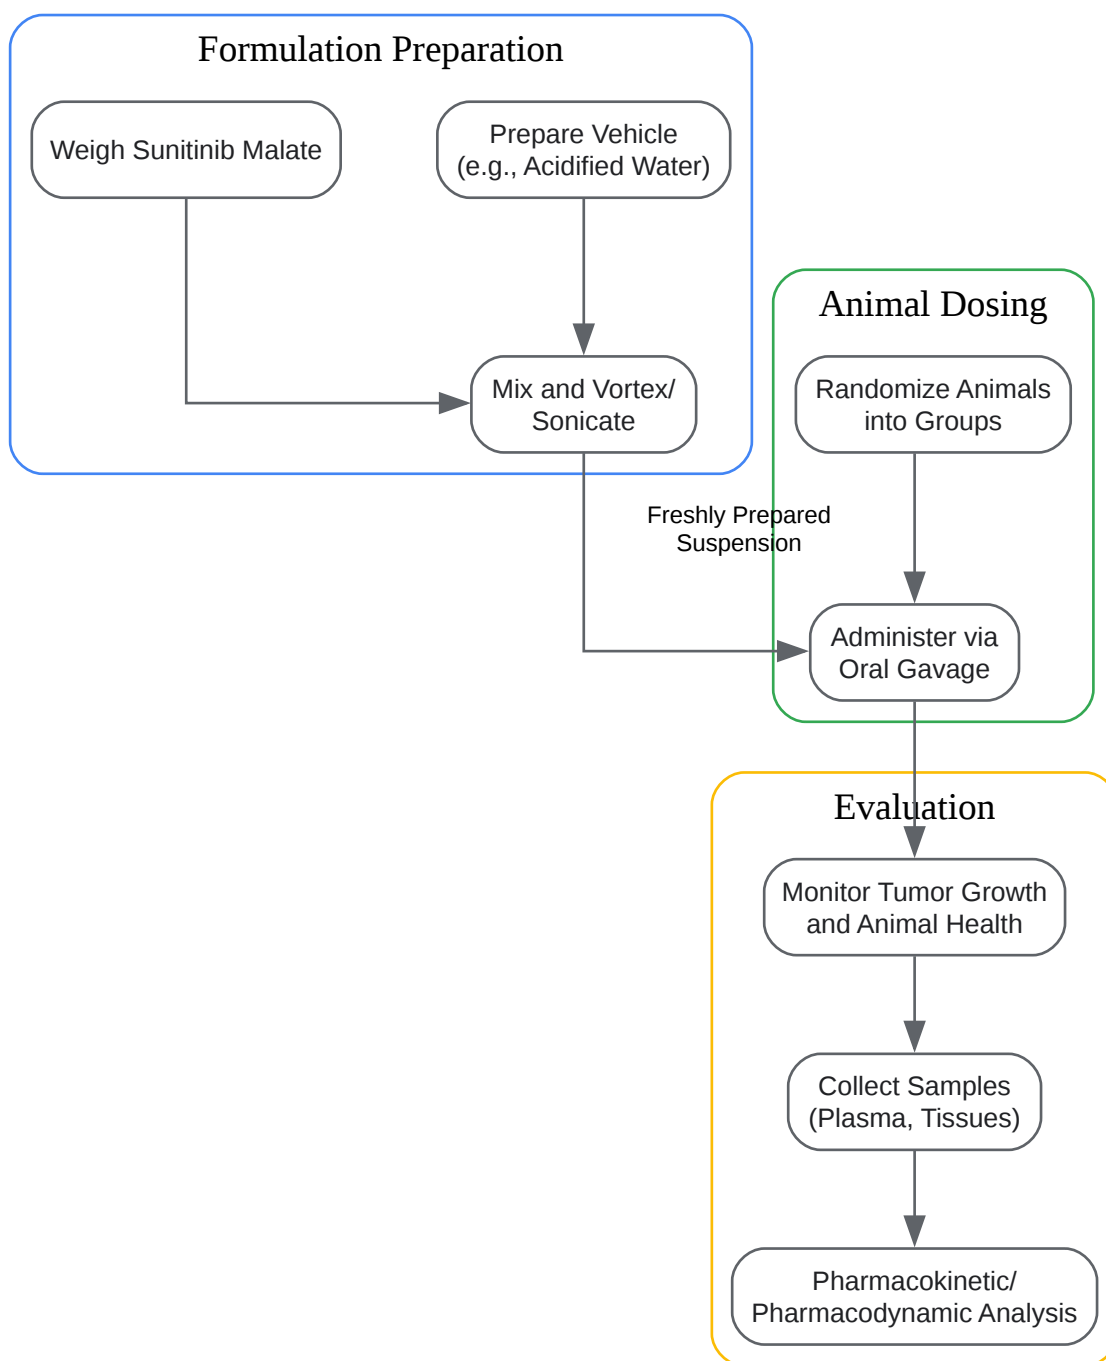 Formulation Preparation
Weigh Sunitinib Malate
Prepare Vehicle
(e.g., Acidified Water)
Mix and Vortex/
Sonicate
Freshly Prepared
Suspension
Animal Dosing
Randomize Animals
into Groups
Administer via
Oral Gavage
Evaluation
Monitor Tumor Growth
and Animal Health
Collect Samples
(Plasma, Tissues)
Pharmacokinetic/
Pharmacodynamic Analysis